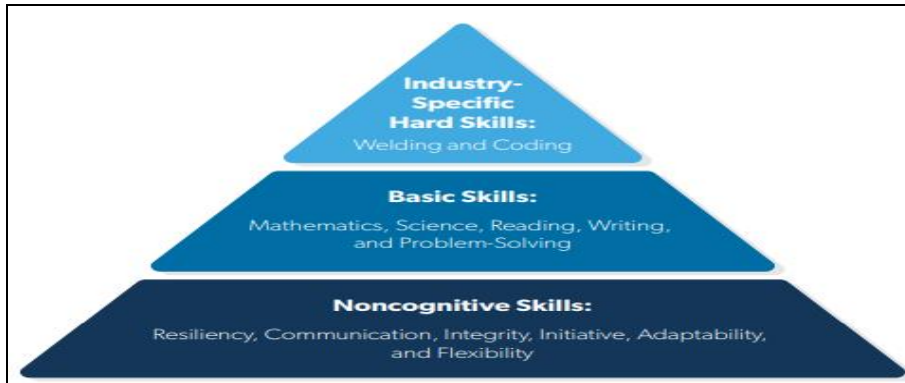 Industry-
Specific
Hard Skills:
Welding and Coding
Basic Skills:
Mathematics, Science, Reading, Writing,
and Problem-Solving
Noncognitive Skills:
Resiliency, Communication, Integrity, Initiative, Adaptability,
and Flexibility